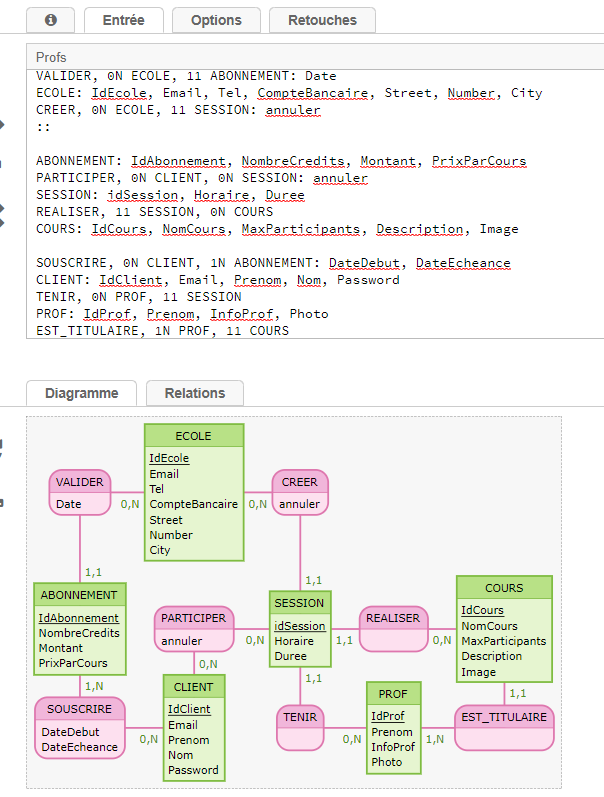 Entrée Options Retouches
Profs
VALIDER, 0N ECOLE, 11 ABONNEMENT: Date
ECOLE: IdEcole, Email, Tel, CompteBancaire, Street, Number, City
CREER, 0N ECOLE, 11 SESSION: annuler
::
ABONNEMENT: IdAbonnement, NombreCredits, Montant, PrixParCours
PARTICIPER, 0N CLIENT, 0N SESSION: annuler
SESSION: idSession, Horaire, Duree
REALISER, 11 SESSION, 0N COURS
COURS: IdCours, NomCours, MaxParticipants, Description, Image
SOUSCRIRE, 0N CLIENT, 1N ABONNEMENT: DateDebut, DateEcheance
CLIENT: IdClient, Email, Prenom, Nom, Password
TENIR, 0N PROF, 11 SESSION
PROF: IdProf, Prenom, InfoProf, Photo
EST_TITULAIRE, 1N PROF, 11 COURS
Diagramme Relations
ECOLE
IdEcole
Email
Tel
CompteBancaire
Street
Number
City
VALIDER
Date
0,N
0,N
CREER
annuler
1,1
1,1
ABONNEMENT
IdAbonnement
NombreCredits
Montant
PrixParCours
PARTICIPER
annuler
0,N
0,N
SESSION
idSession
Horaire
Duree
1,1
REALISER
0,N
COURS
IdCours
NomCours
MaxParticipants
Description
Image
1,N
1,1
1,1
SOUSCRIRE
DateDebut
DateEcheance
0,N
CLIENT
IdClient
Email
Prenom
Nom
Password
TENIR
0,N
PROF
IdProf
Prenom
InfoProf
Photo
1,N
EST_TITULAIRE